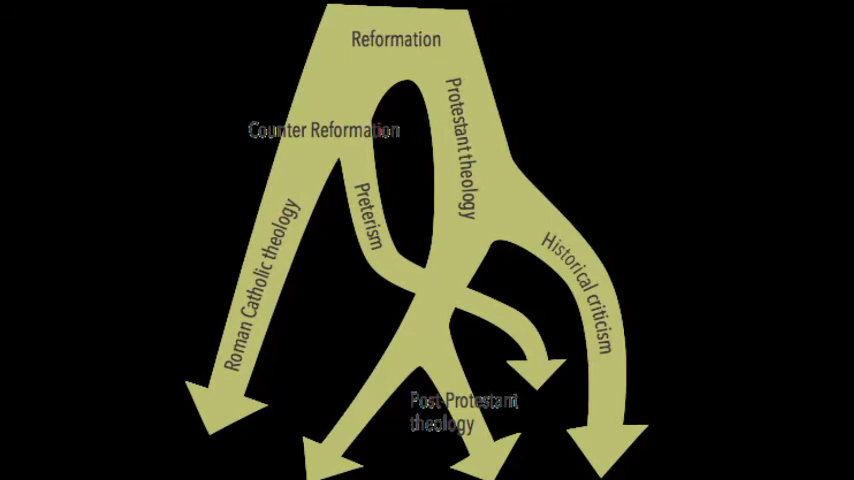 Reformation
Protestant theology
Counter Reformation
Preterism
Roman Catholic theology
Historical criticism
Post-Protestant
theology